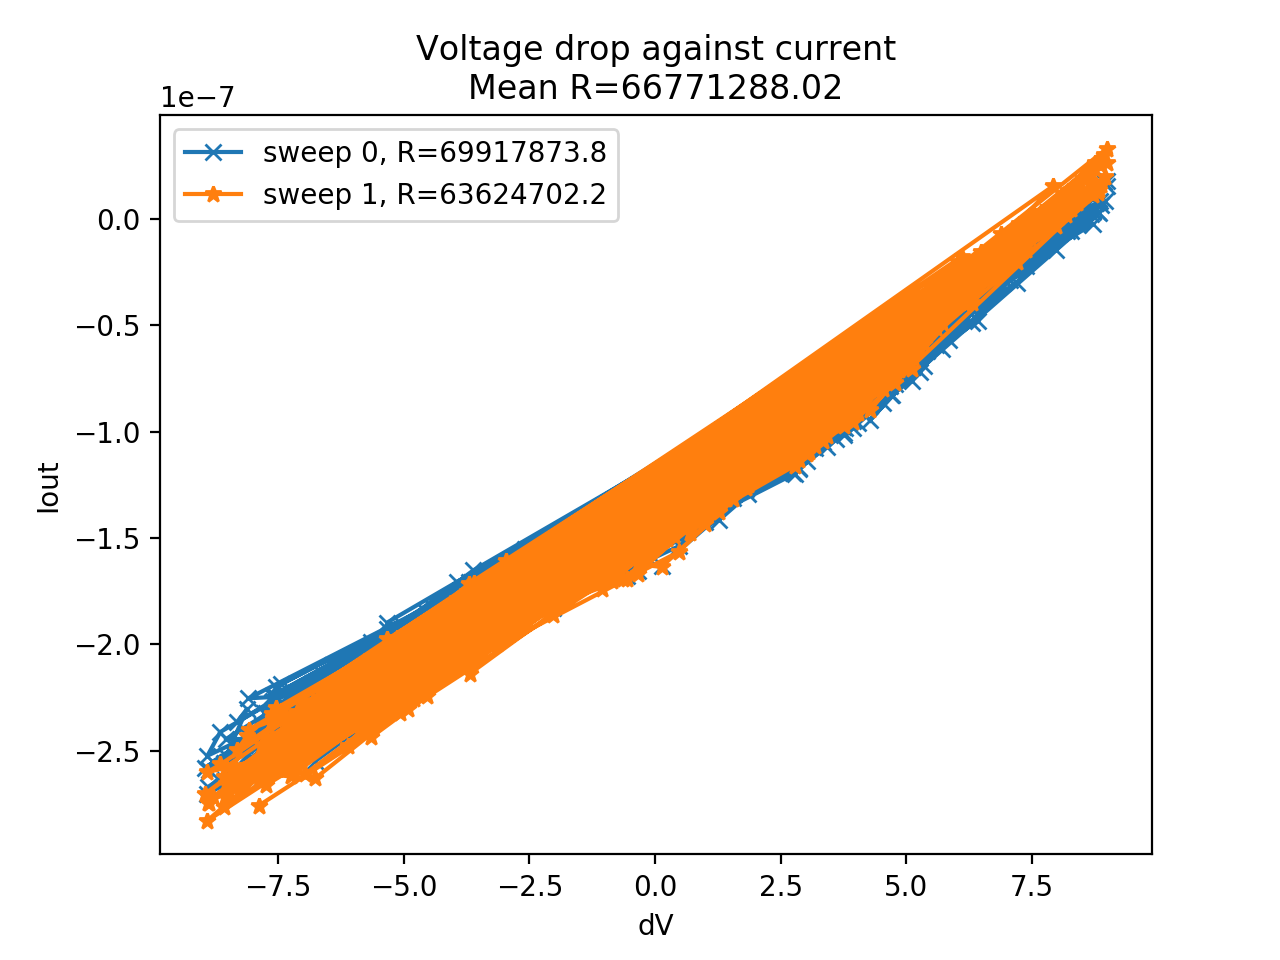 Voltage drop against current
Mean R=66771288.02
1e−7
sweep 0, R=69917873.8
sweep 1, R=63624702.2
0.0
−0.5
−1.0
−1.5
−2.0
−2.5
Iout
−7.5 −5.0 −2.5 0.0 2.5 5.0 7.5
dV